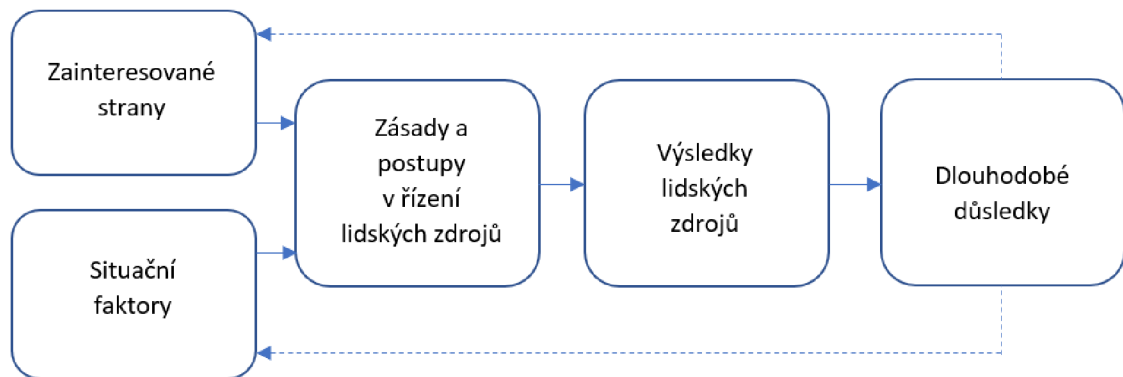 Zainteresované
strany
Situační
faktory
Zásady a
postupy
v řízení
lidských zdrojů
Výsledky
lidských
zdrojů
Dlouhodobé
důsledky